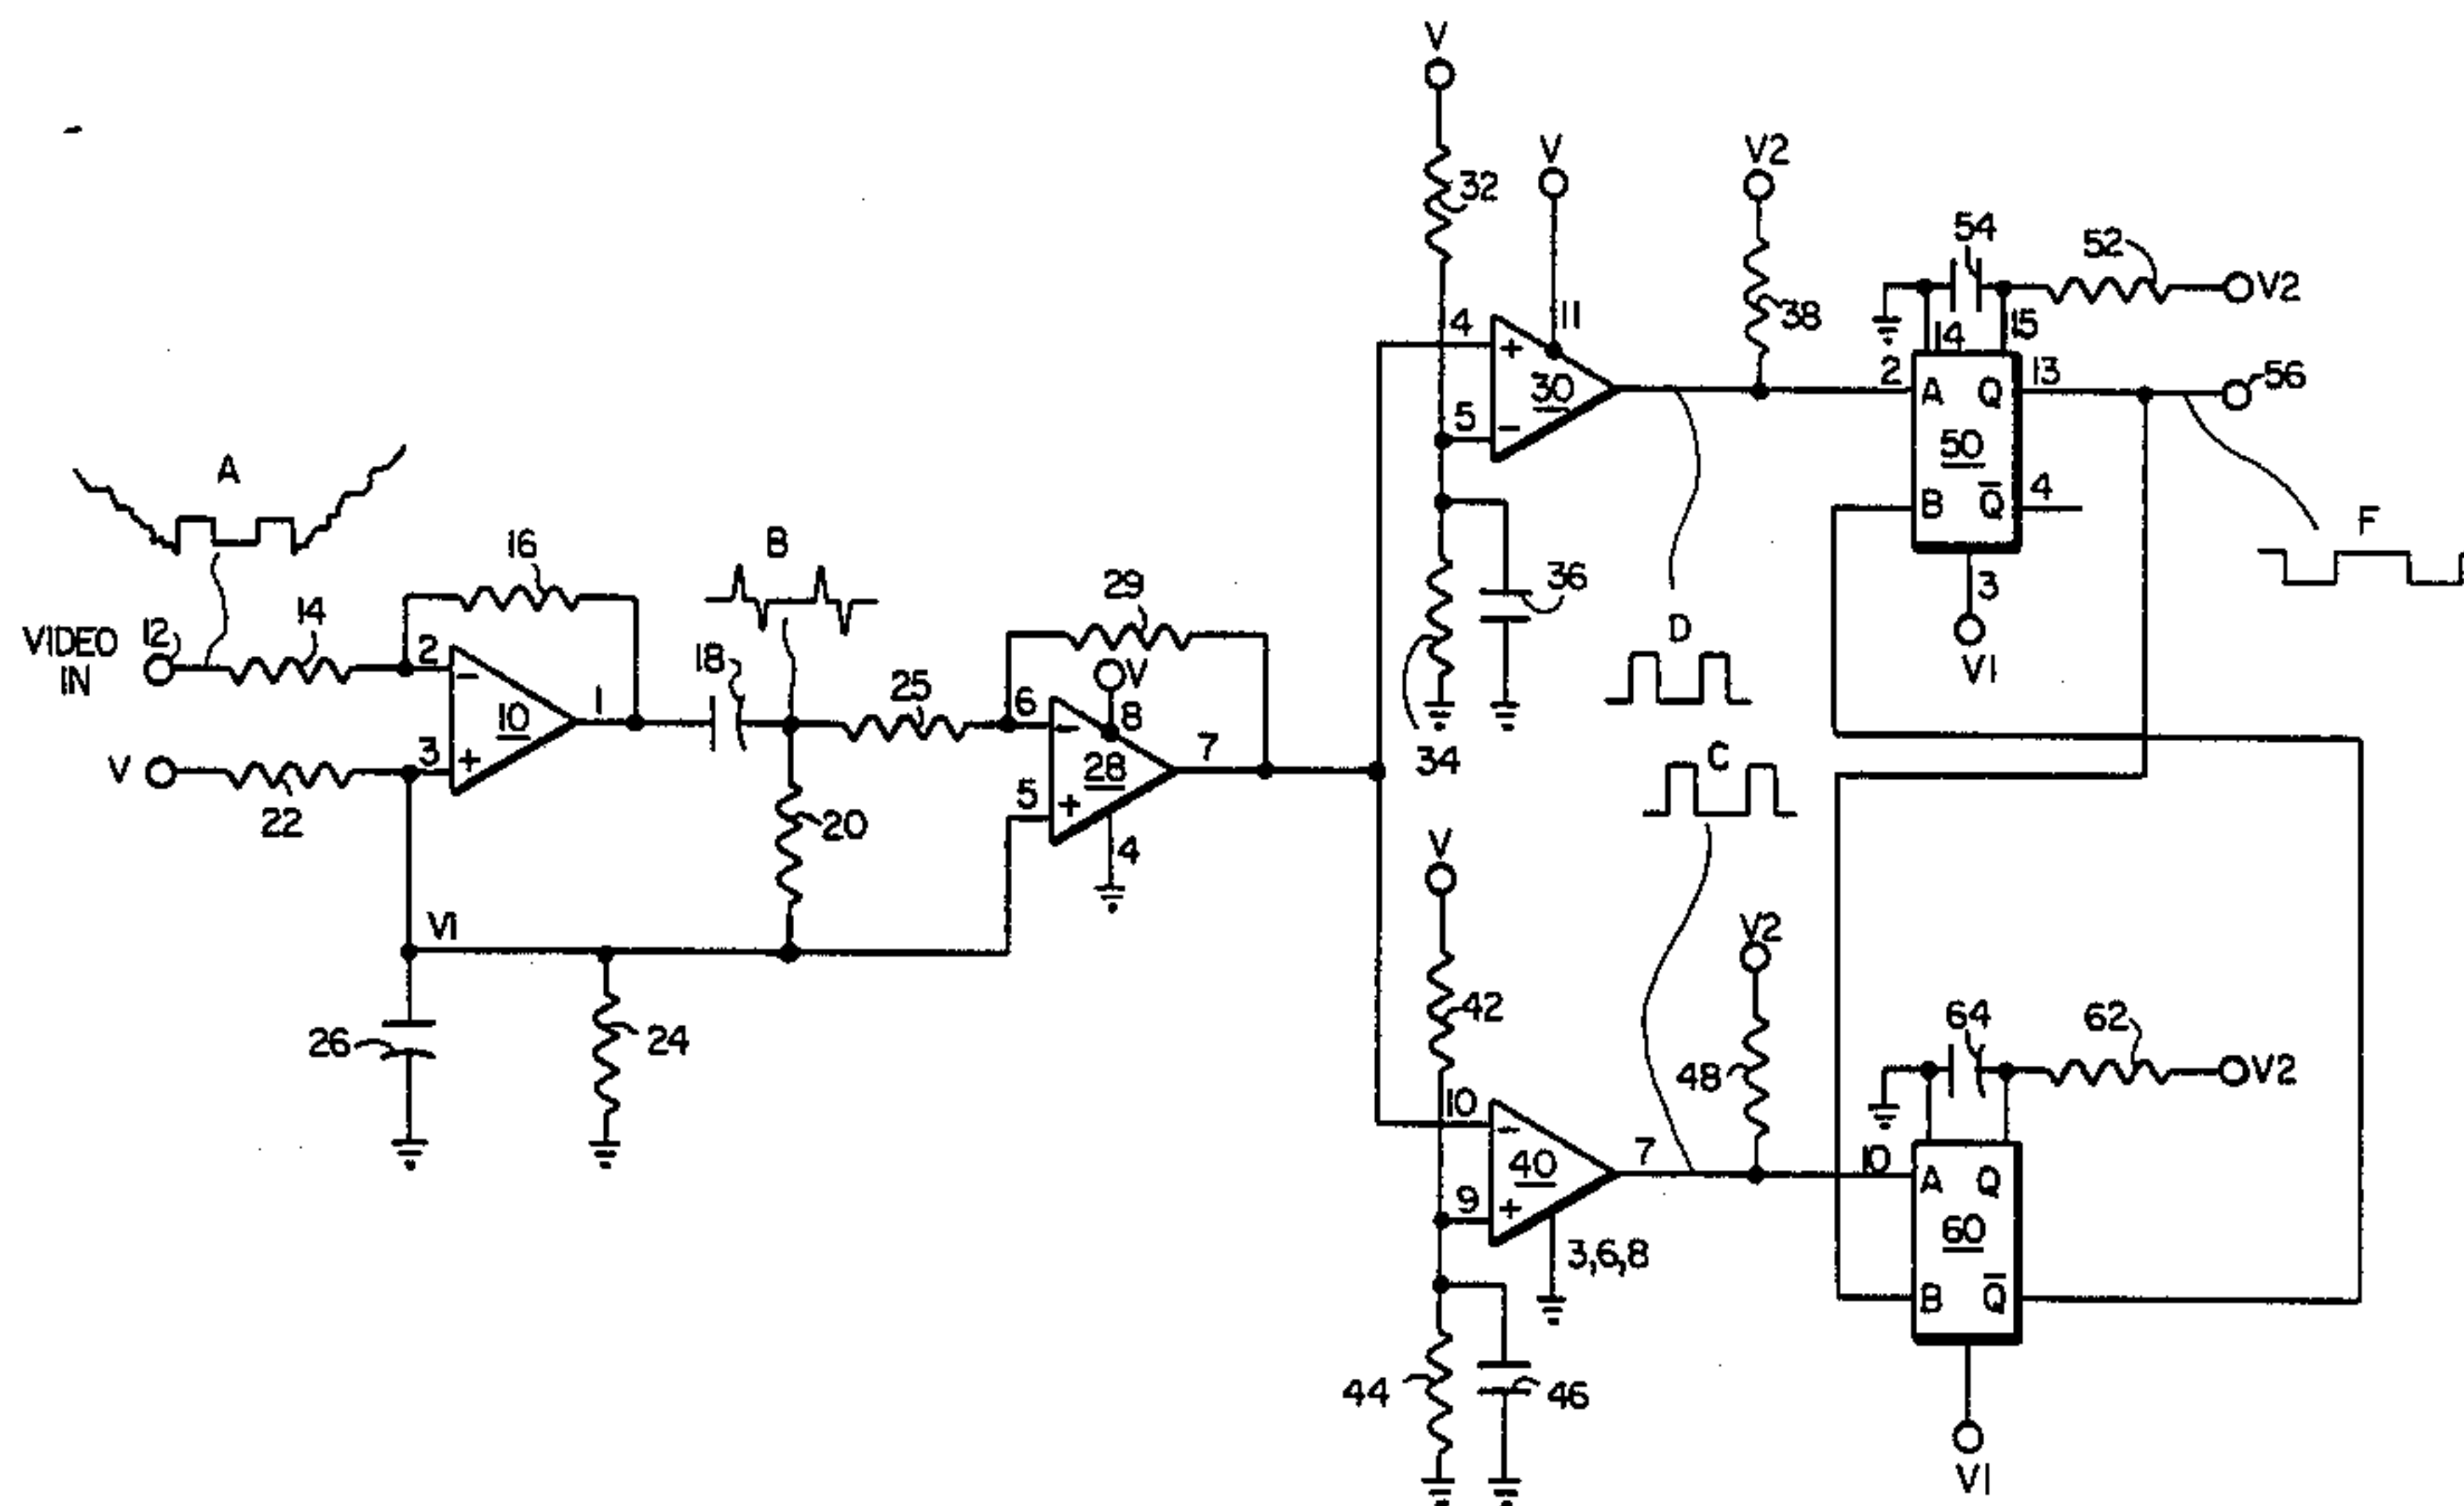 V
V
V2
32
54
52
V2
4
11
38
14
15
+
30
2
A
Q
13
56
5
−
50
A
B
Q̅
4
16
B
36
F
29
3
VIDEO
IN
12
14
2
−
18
25
D
V1
V
6
−
8
10
1
7
34
C
V
3
+
28
5
+
22
20
4
V
V1
V2
42
64
62
26
24
48
V2
10
−
40
7
10
A
Q
9
+
60
3,6,8
B
Q̅
44
46
V1